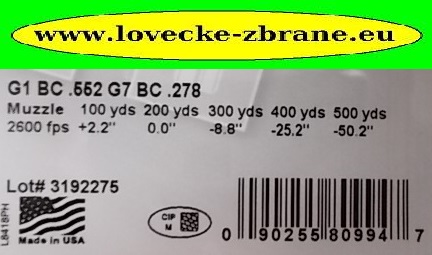 www.lovecke-zbrane.eu
G1 BC .552 G7 BC .278
Muzzle 100 yds 200 yds 300 yds 400 yds 500 yds
2600 fps +2.2" 0.0" -8.8" -25.2" -50.2"
Lot# 3192275
L8418PH
Made in USA
CIP
M
0 90255 80994 7